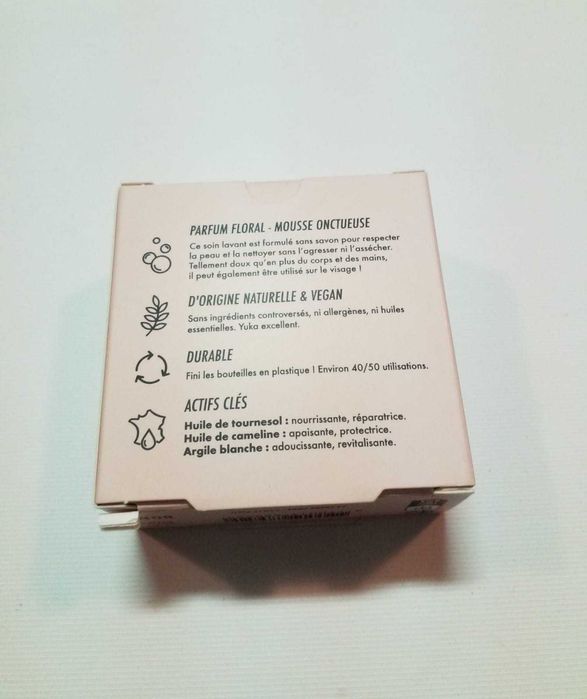 PARFUM FLORAL - MOUSSE ONCTUEUSE
Ce soin lavant est formulé sans savon pour respecter
la peau et la nettoyer sans l'agresser ni l'assécher.
Tellement doux qu'en plus du corps et des mains,
il peut également être utilisé sur le visage !
D'ORIGINE NATURELLE & VEGAN
Sans ingrédients controversés, ni allergènes, ni huiles
essentielles. Yuka excellent.
DURABLE
Fini les bouteilles en plastique ! Environ 40/50 utilisations.
ACTIFS CLÉS
Huile de tournesol : nourrissante, réparatrice.
Huile de cameline : apaisante, protectrice.
Argile blanche : adoucissante, revitalisante.